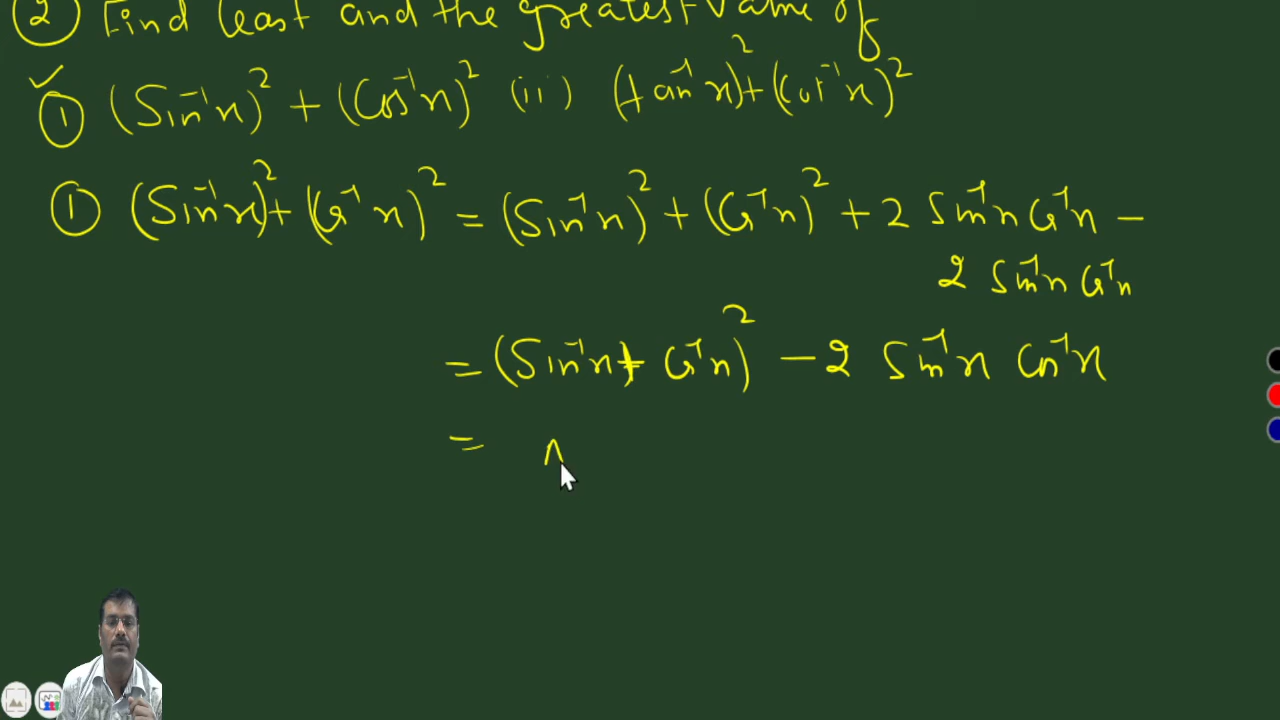 ② Find least and the greatest value of
✓① (Sin⁻¹x)² + (Cos⁻¹x)² (ii) (tan⁻¹x)² + (Cot⁻¹x)²
① (Sin⁻¹x)² + (Cos⁻¹x)² = (Sin⁻¹x)² + (Cos⁻¹x)² + 2 Sin⁻¹x Cos⁻¹x −
2 Sin⁻¹x Cos⁻¹x
= (Sin⁻¹x + Cos⁻¹x)² − 2 Sin⁻¹x Cos⁻¹x
=